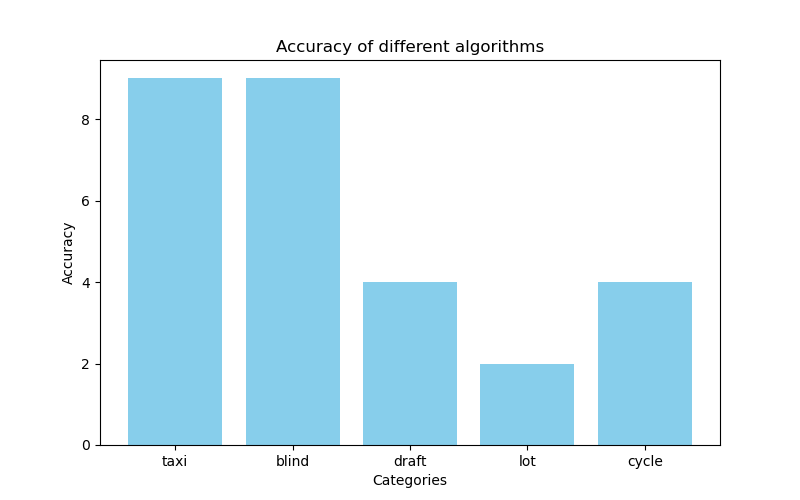 Accuracy of different algorithms
Accuracy
8
6
4
2
0
taxi blind draft lot cycle
Categories